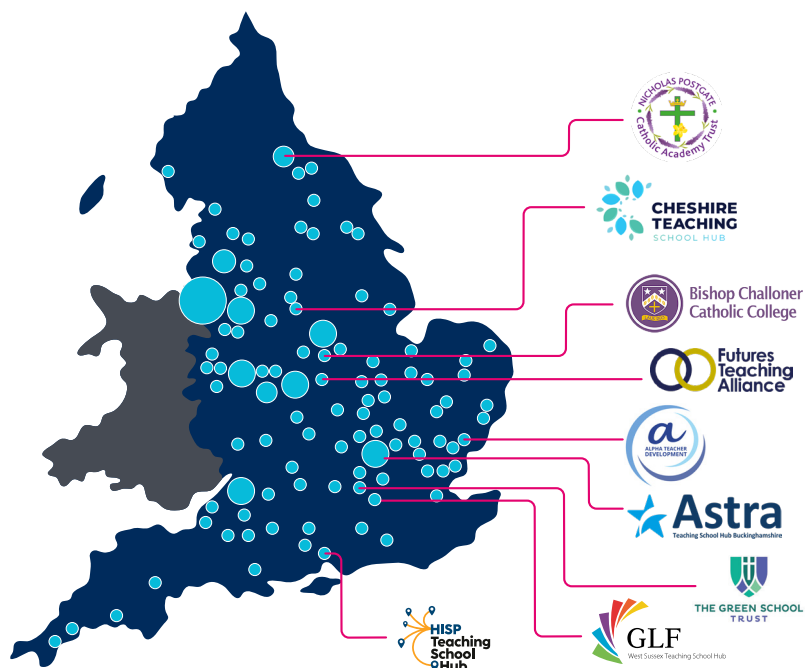 NICHOLAS POSTGATE
Catholic Academy Trust
CHESHIRE
TEACHING
SCHOOL HUB
Bishop Challoner
Catholic College
Futures
Teaching
Alliance
a
ALPHA TEACHER
DEVELOPMENT
Astra
Teaching School Hub Buckinghamshire
THE GREEN SCHOOL
TRUST
GLF
West Sussex Teaching School Hub
HISP
Teaching
School
Hub